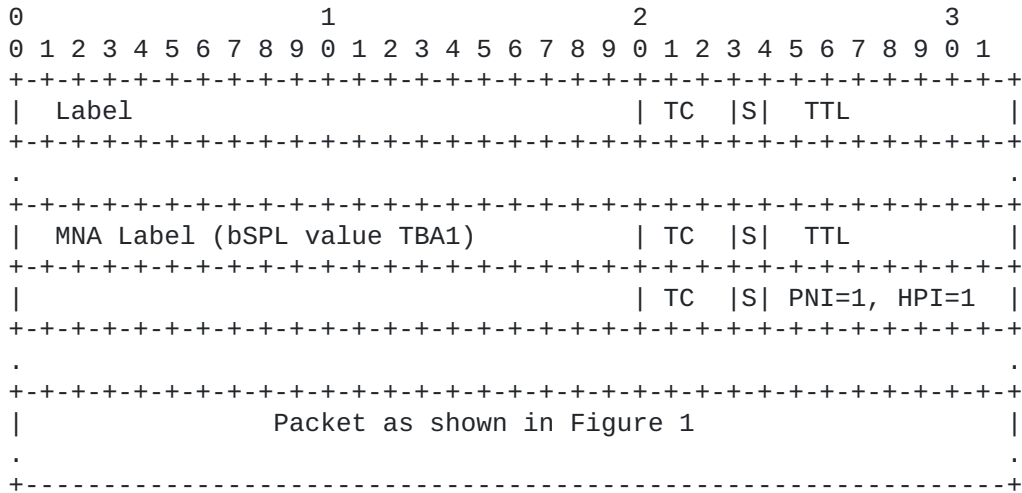 0                   1                   2                   3
0 1 2 3 4 5 6 7 8 9 0 1 2 3 4 5 6 7 8 9 0 1 2 3 4 5 6 7 8 9 0 1
+-+-+-+-+-+-+-+-+-+-+-+-+-+-+-+-+-+-+-+-+-+-+-+-+-+-+-+-+-+-+-+-+
|  Label                                | TC  |S|  TTL          |
+-+-+-+-+-+-+-+-+-+-+-+-+-+-+-+-+-+-+-+-+-+-+-+-+-+-+-+-+-+-+-+-+
.                                                               .
+-+-+-+-+-+-+-+-+-+-+-+-+-+-+-+-+-+-+-+-+-+-+-+-+-+-+-+-+-+-+-+-+
|  MNA Label (bSPL value TBA1)          | TC  |S|  TTL          |
+-+-+-+-+-+-+-+-+-+-+-+-+-+-+-+-+-+-+-+-+-+-+-+-+-+-+-+-+-+-+-+-+
|                                       | TC  |S| PNI=1, HPI=1  |
+-+-+-+-+-+-+-+-+-+-+-+-+-+-+-+-+-+-+-+-+-+-+-+-+-+-+-+-+-+-+-+-+
.                                                               .
+-+-+-+-+-+-+-+-+-+-+-+-+-+-+-+-+-+-+-+-+-+-+-+-+-+-+-+-+-+-+-+-+
|                Packet as shown in Figure 1                    |
.                                                               .
+---------------------------------------------------------------+